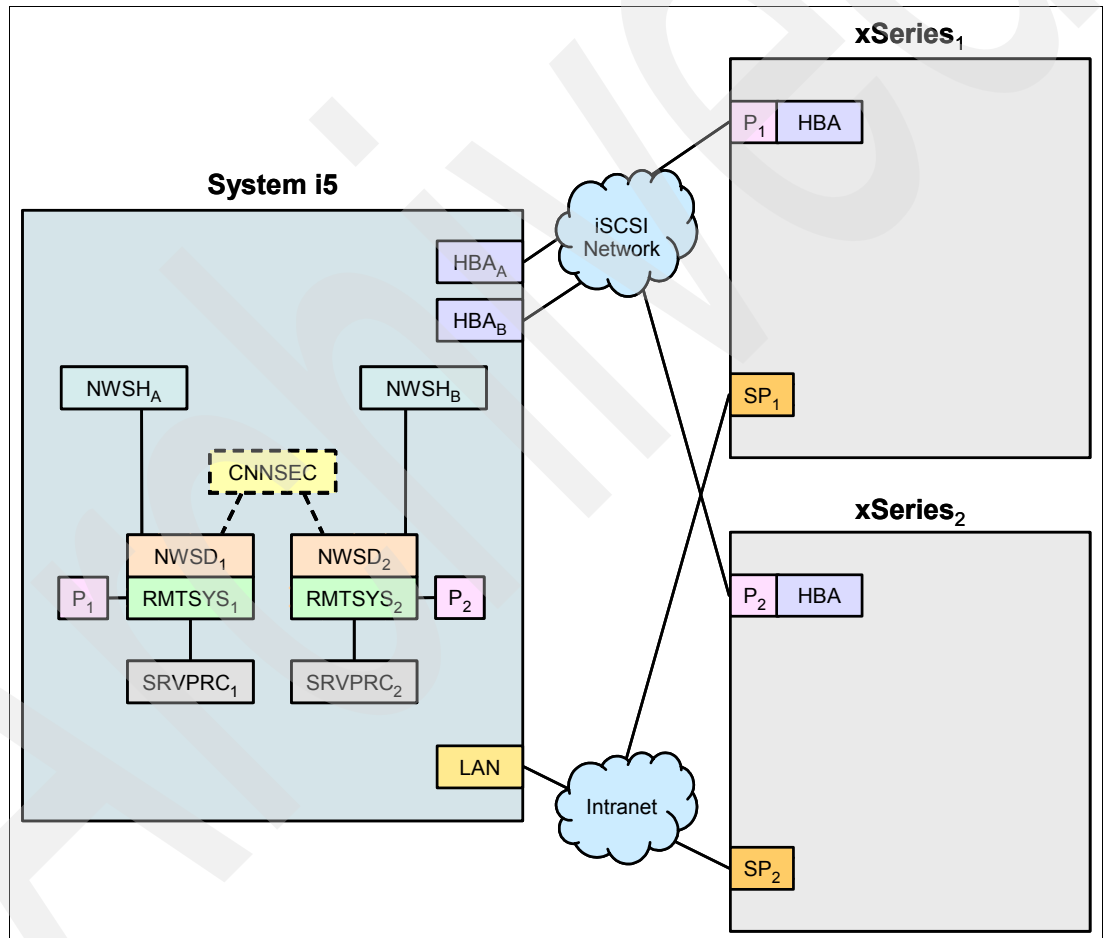 xSeries1
P1 HBA
System i5
iSCSI
Network
HBAA
HBAB
NWSHA
NWSHB
SP1
CNNSEC
xSeries2
NWSD1
NWSD2
P1
RMTSYS1
RMTSYS2
P2
P2 HBA
SRVPRC1
SRVPRC2
LAN
Intranet
SP2